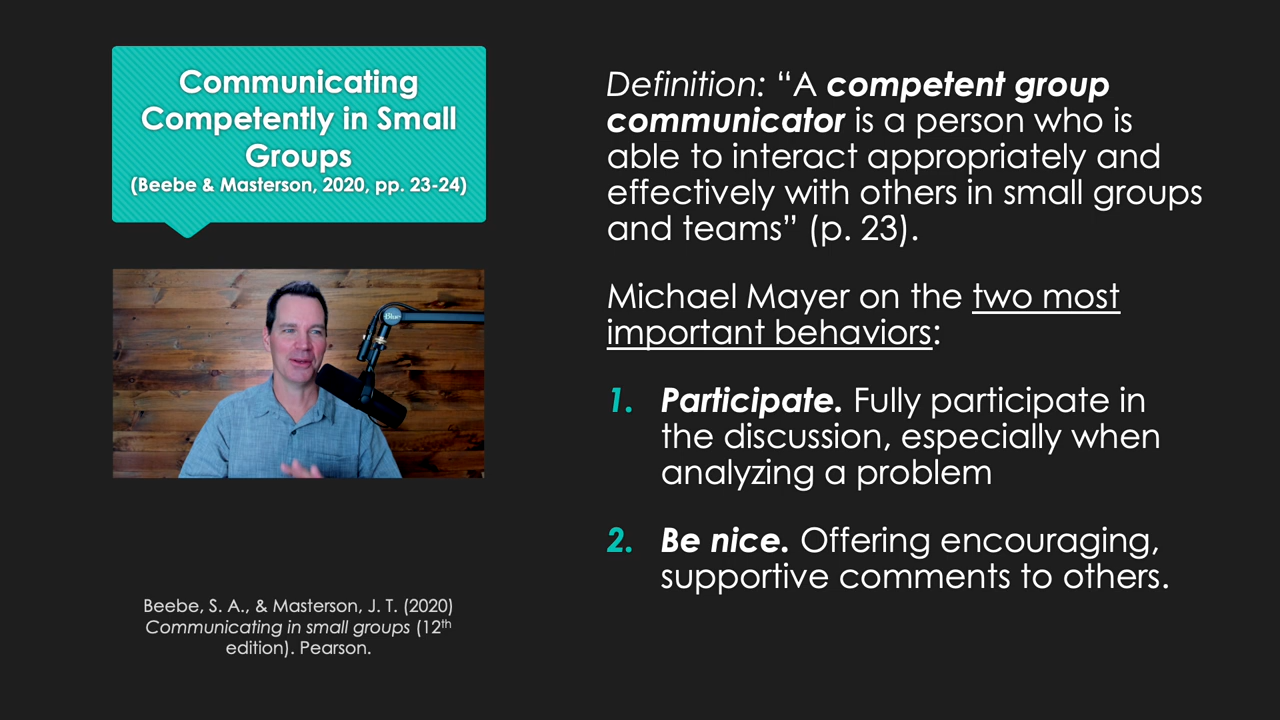 Communicating
Competently in Small
Groups
(Beebe & Masterson, 2020, pp. 23-24)
Definition: “A competent group
communicator is a person who is
able to interact appropriately and
effectively with others in small groups
and teams” (p. 23).
Michael Mayer on the two most
important behaviors:
1. Participate. Fully participate in
the discussion, especially when
analyzing a problem
2. Be nice. Offering encouraging,
supportive comments to others.
Blue
Beebe, S. A., & Masterson, J. T. (2020)
Communicating in small groups (12th
edition). Pearson.